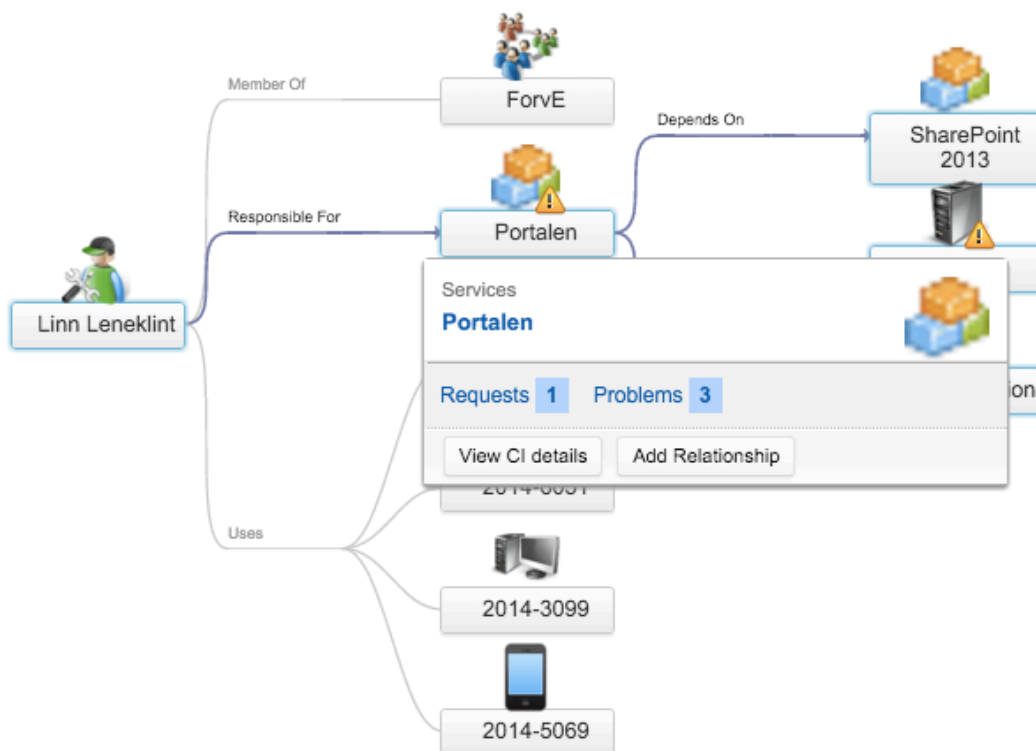 Member Of
ForvE
Depends On
SharePoint
2013
Responsible For
Portalen
Linn Leneklint
Services
Portalen
Requests 1 Problems 3
View CI details
Add Relationship
Uses
2014-3099
2014-5069